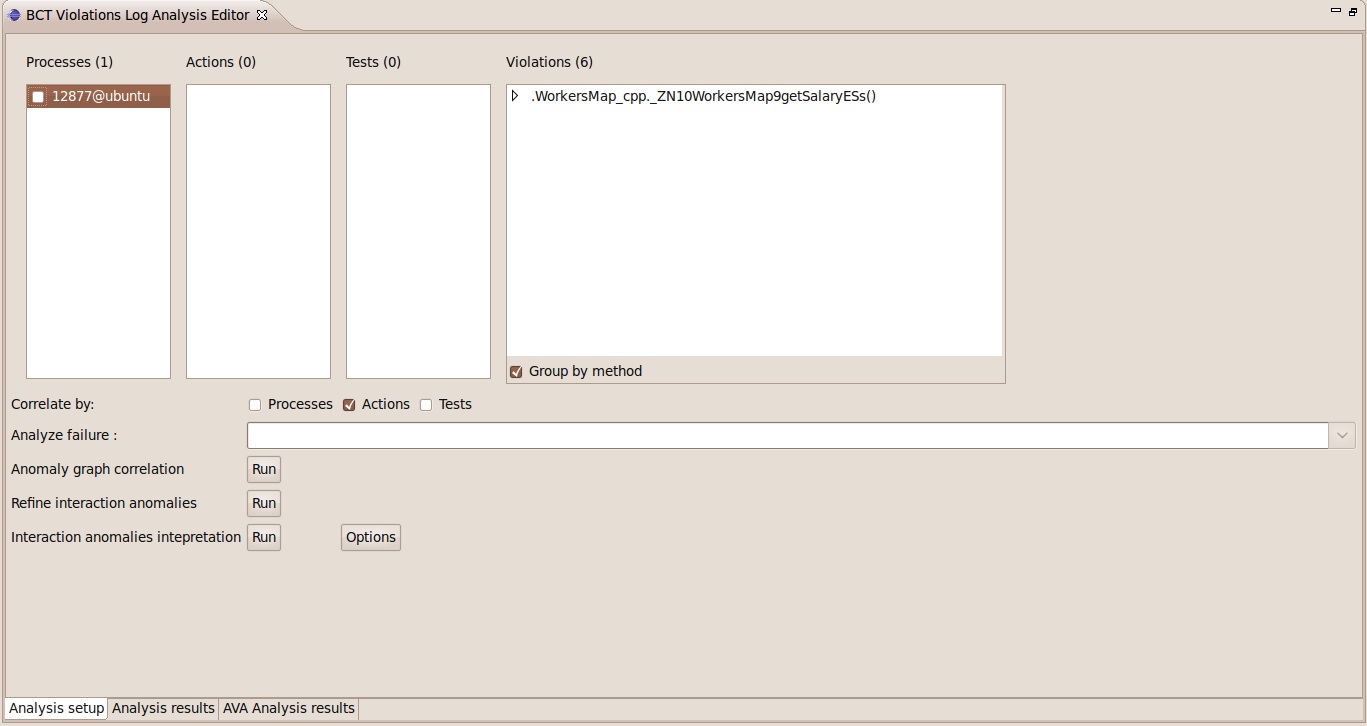 BCT Violations Log Analysis Editor
Processes (1) Actions (0) Tests (0) Violations (6)
12877@ubuntu .WorkersMap_cpp._ZN10WorkersMap9getSalaryESs()
Group by method
Correlate by: Processes Actions Tests
Analyze failure :
Anomaly graph correlation Run
Refine interaction anomalies Run
Interaction anomalies intepretation Run Options
Analysis setup Analysis results AVA Analysis results